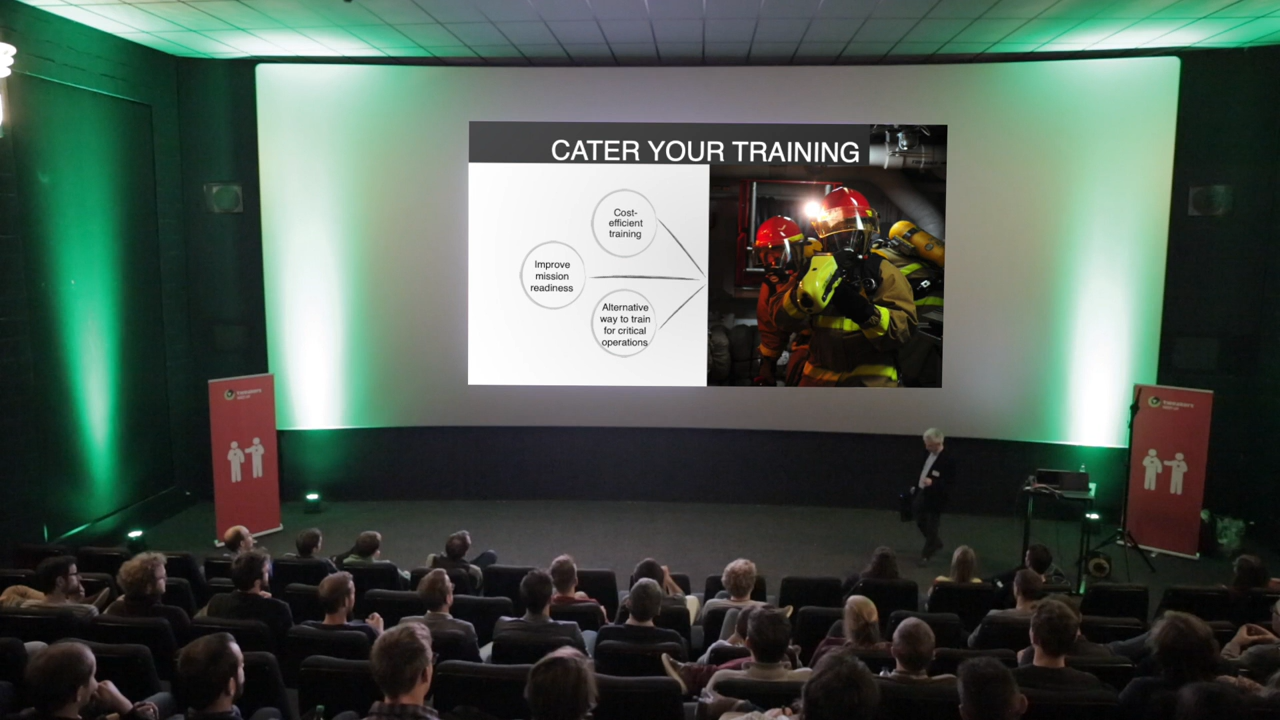 CATER YOUR TRAINING
Cost-
efficient
training
Improve
mission
readiness
Alternative
way to train
for critical
operations